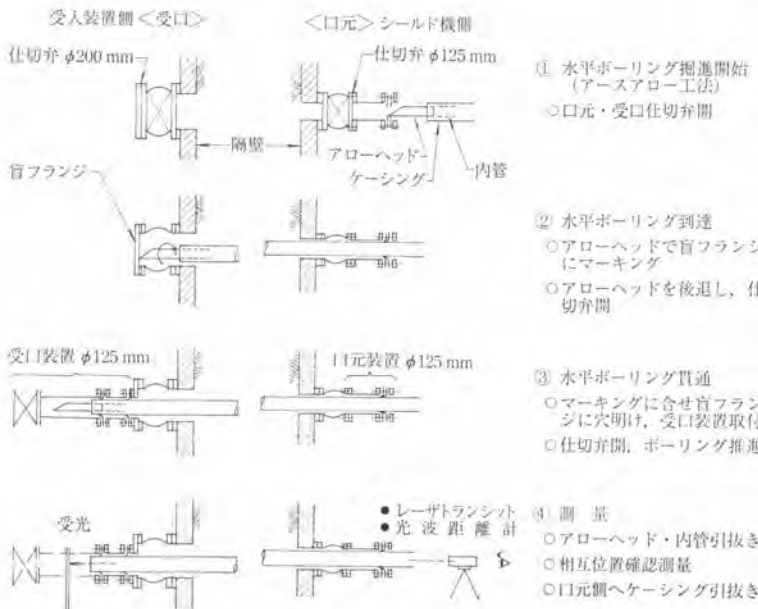 受入装置側〈受口〉
〈口元〉シールド機側
仕切弁 φ200 mm
仕切弁 φ125 mm
① 水平ボーリング掘進開始
(アースアロー工法)
○口元・受口仕切弁開
隔壁
アローヘッド
ケーシング
内管
盲フランジ
② 水平ボーリング到達
○アローヘッドで盲フランジ
にマーキング
○アローヘッドを後退し，仕
切弁閉
受口装置 φ125 mm
口元装置 φ125 mm
③ 水平ボーリング貫通
○マーキングに合せ盲フラン
ジに穴明け，受口装置取付
○仕切弁開，ボーリング推進
受光
● レーザトランシット
● 光波距離計
④ 測量
○アローヘッド・内管引抜き
○相互位置確認測量
○口元側へケーシング引抜き